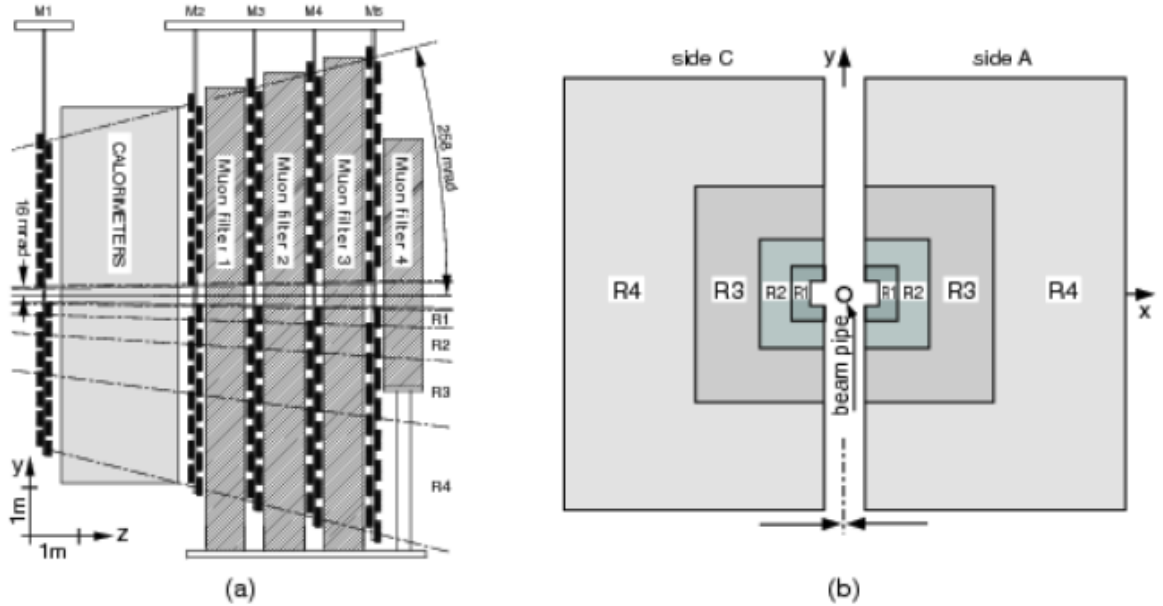 M1 M2 M3 M4 M5
CALORIMETERS
Muon filter 1
Muon filter 2
Muon filter 3
Muon filter 4
258 mrad
16 mrad
R1
R2
R3
R4
y
1m
z
1m
(a)
side C y side A
R4 R3 R2 R1 R1 R2 R3 R4
x
beam pipe
(b)